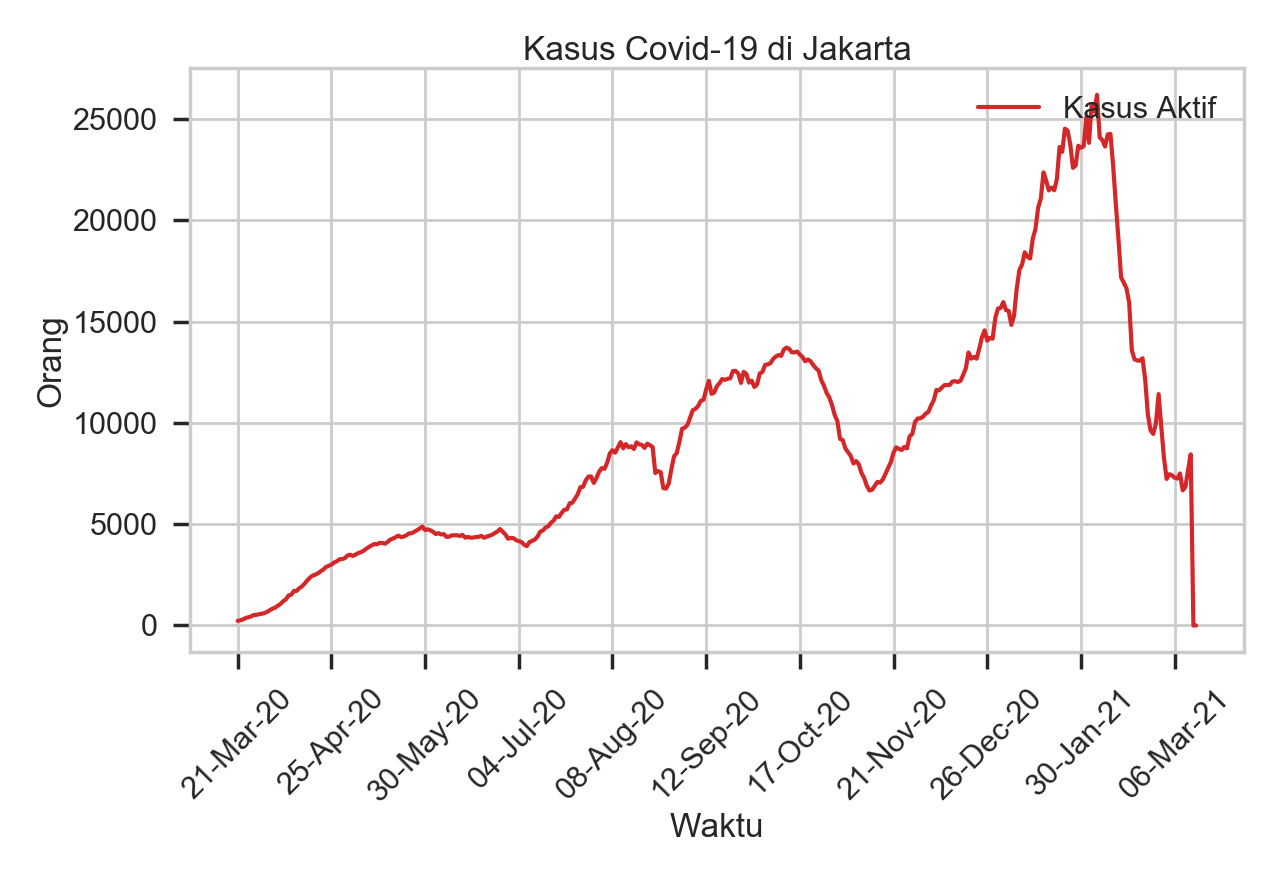 Kasus Covid-19 di Jakarta
Kasus Aktif
25000
20000
15000
10000
5000
0
Orang
21-Mar-20
25-Apr-20
30-May-20
04-Jul-20
08-Aug-20
12-Sep-20
17-Oct-20
21-Nov-20
26-Dec-20
30-Jan-21
06-Mar-21
Waktu